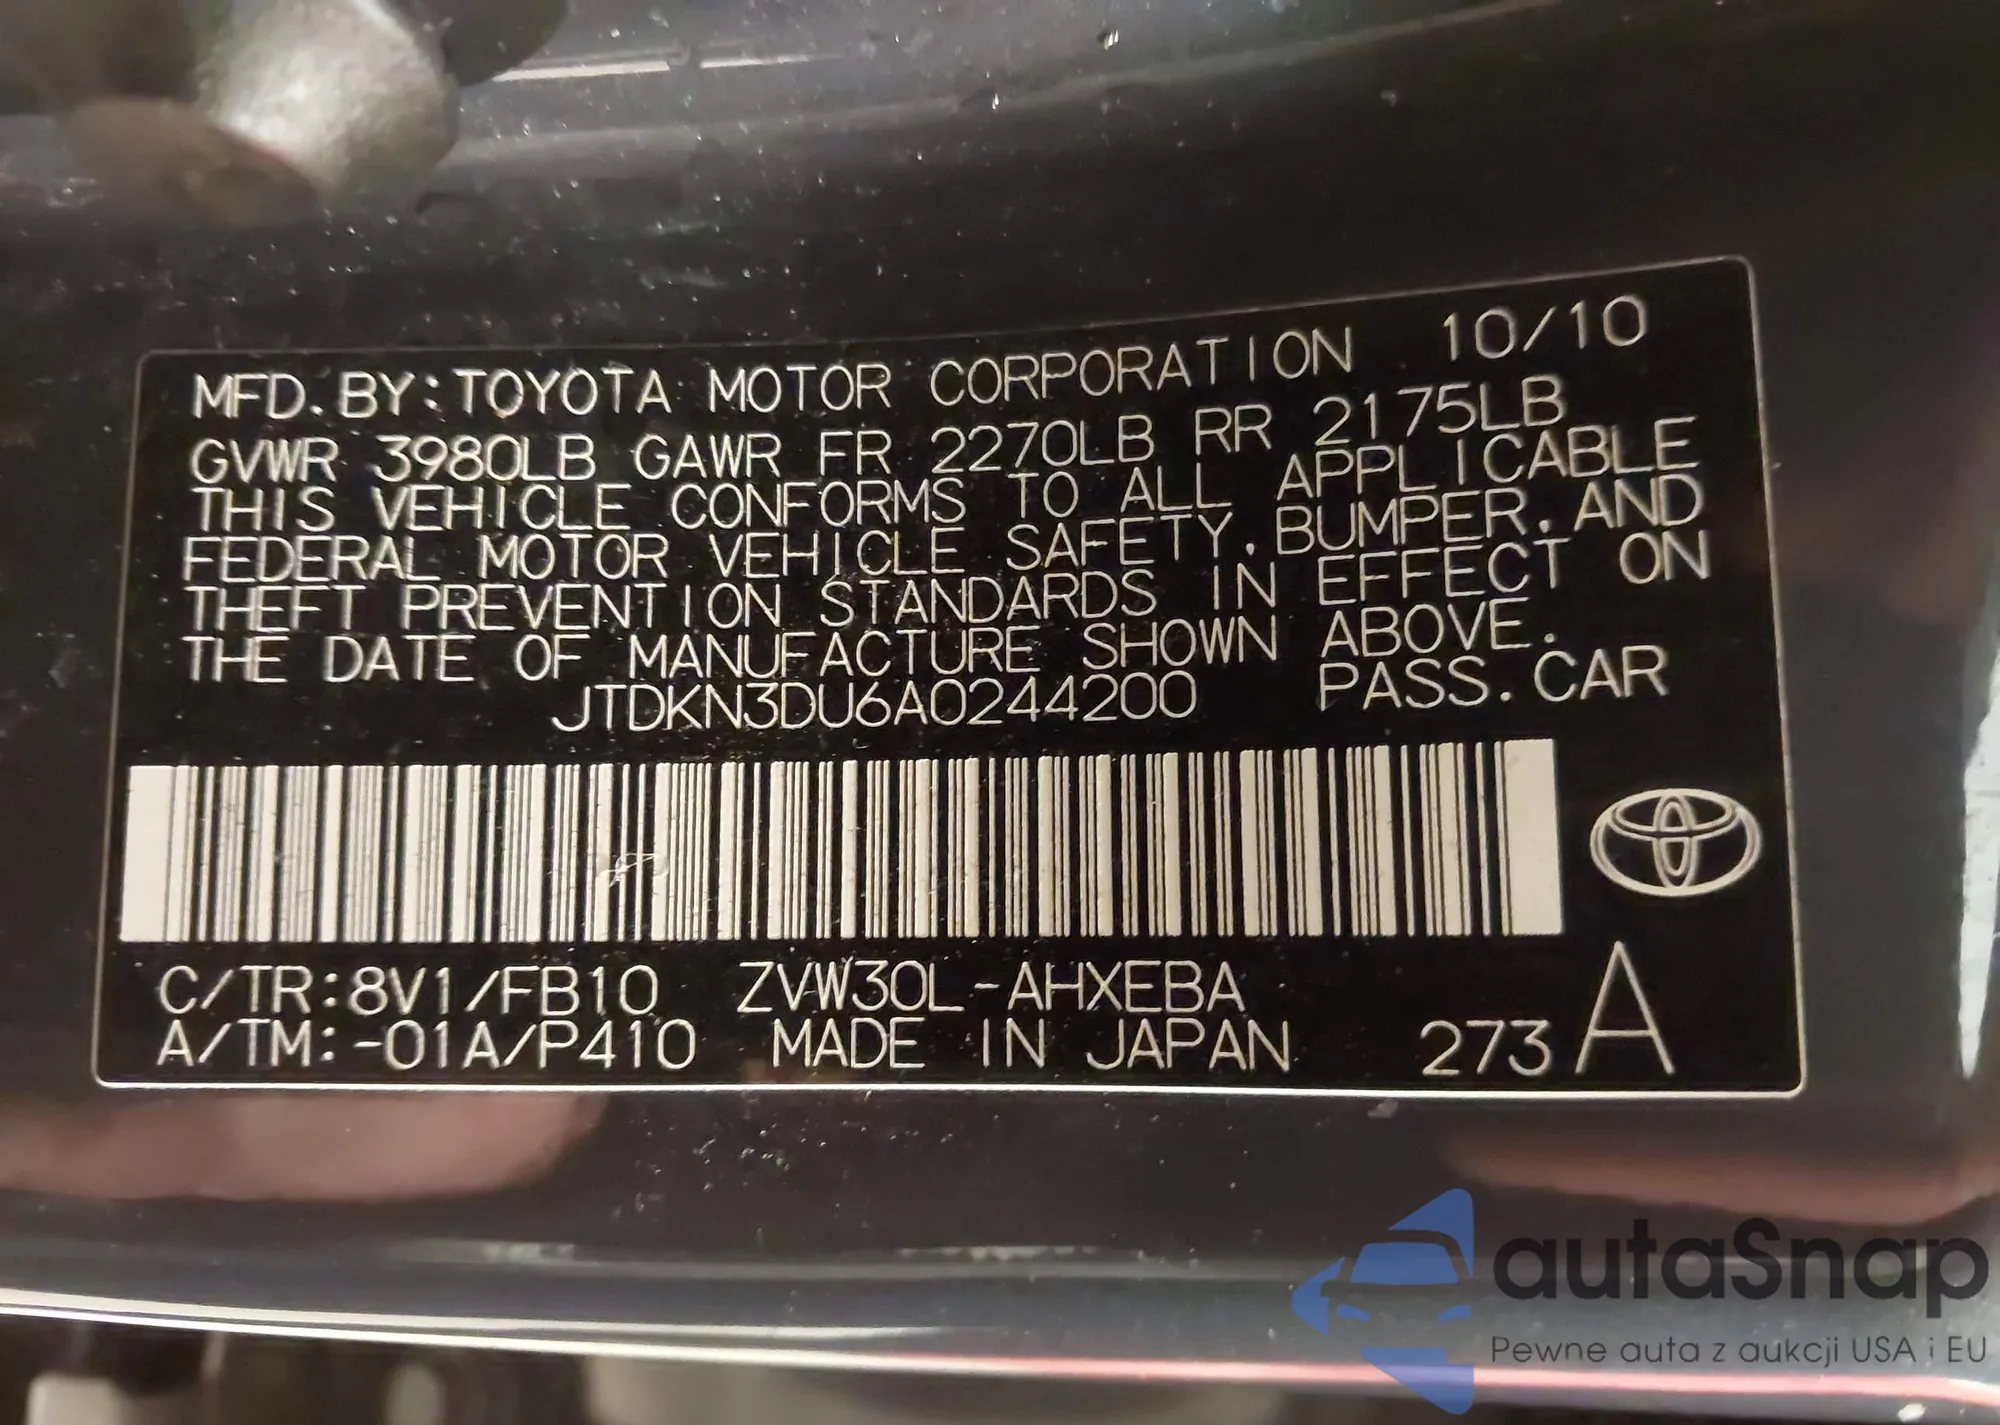 MFD. BY: TOYOTA MOTOR CORPORATION 10/10
GVWR 3980LB GAWR FR 2270LB RR 2175LB
THIS VEHICLE CONFORMS TO ALL APPLICABLE
FEDERAL MOTOR VEHICLE SAFETY, BUMPER, AND
THEFT PREVENTION STANDARDS IN EFFECT ON
THE DATE OF MANUFACTURE SHOWN ABOVE.
JTDKN3DU6A0244200 PASS. CAR
C/TR: 8V1/FB10 ZVW30L-AHXEBA
A/TM: -01A/P410 MADE IN JAPAN 273 A
autaSnap
Pewne auta z aukcji USA i EU